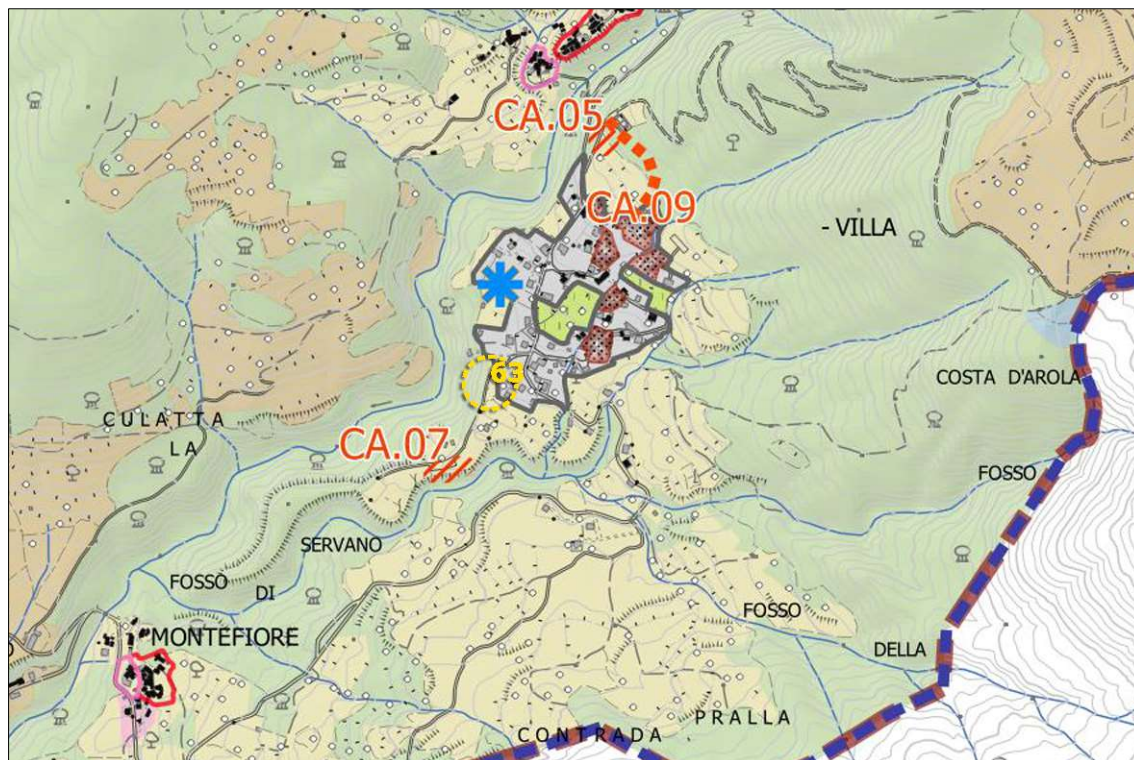 CA.05
CA.09
- VILLA
63
COSTA D'AROLA
CULATTA
LA
CA.07
FOSSO
SERVANO
FOSSO
DI
FOSSO
MONTEFIORE
DELLA
PRALLA
CONTRADA